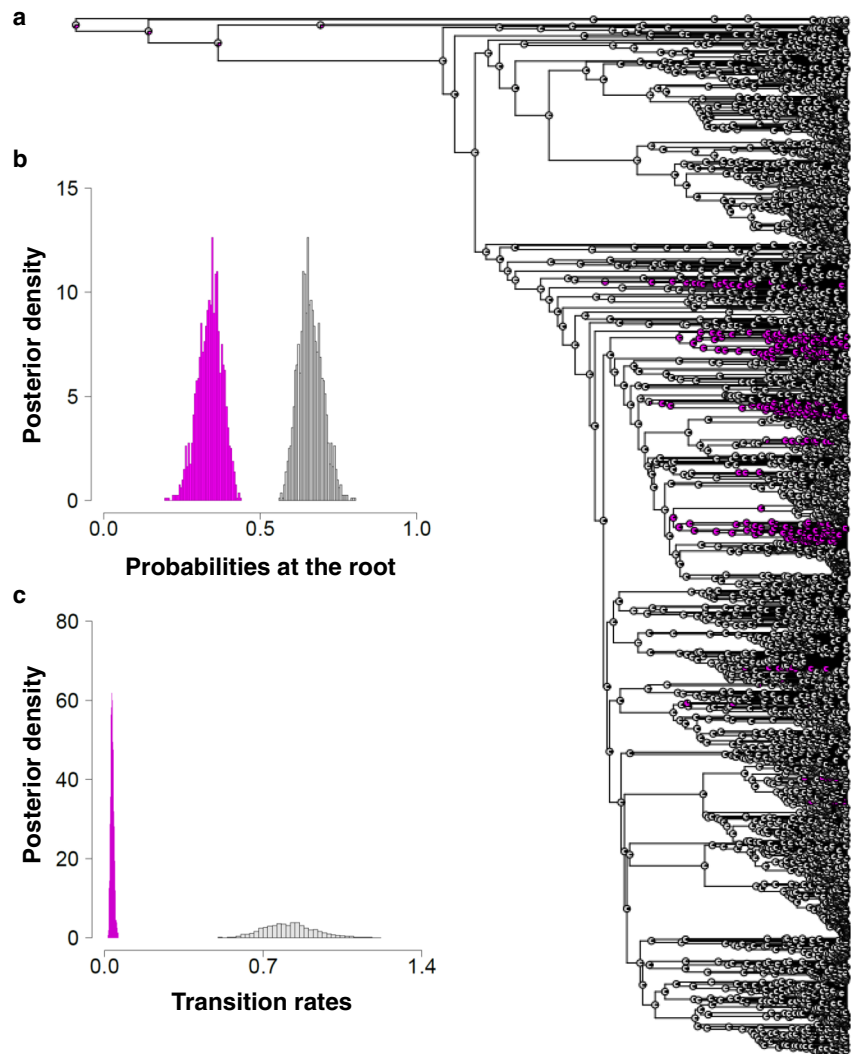 a
b
15
10
5
0
Posterior density
0.0 0.5 1.0
Probabilities at the root
c
80
60
40
20
0
Posterior density
0.0 0.7 1.4
Transition rates